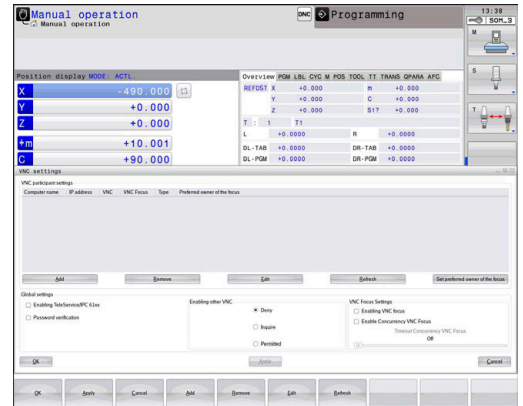 Manual operation
Manual operation
DNC
Programming
13:38
SOM_3
Position display MODE: ACTL.
X -490.000
Y +0.000
Z +0.000
+m +10.001
C +90.000
Overview PGM LBL CYC M POS TOOL TT TRANS QPARA AFC
REFDST X +0.000 m +0.000
Y +0.000 C +0.000
Z +0.000 S1? +0.000
T : 1 T1
L +0.0000 R +0.0000
DL-TAB +0.0000 DR-TAB +0.0000
DL-PGM +0.0000 DR-PGM +0.0000
M
S
T
VNC settings
VNC participant settings
Computer name IP address VNC VNC Focus Type Preferred owner of the focus
Add Remove Edit Refresh Set preferred owner of the focus
Global settings
Enabling TeleService/IPC 61xx
Password verification
Enabling other VNC
Deny
Inquire
Permitted
VNC Focus Settings
Enabling VNC focus
Enable Concurrency VNC Focus
Timeout Concurrency VNC Focus
Off
OK Apply Cancel
OK Apply Cancel Add Remove Edit Refresh